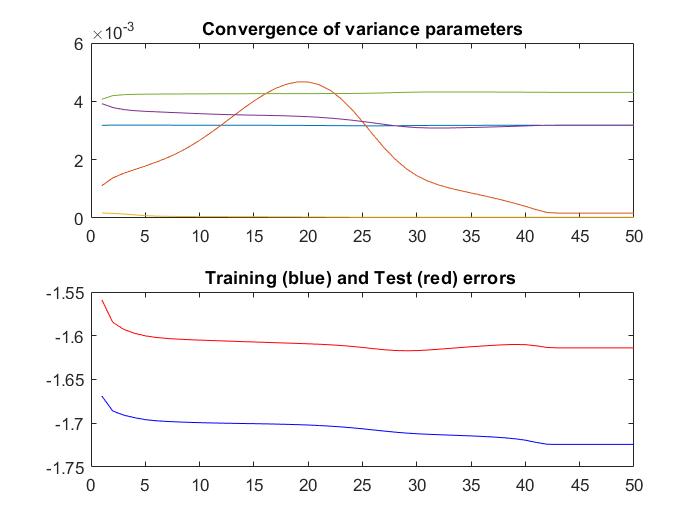 Convergence of variance parameters
×10⁻³
6
4
2
0
0 5 10 15 20 25 30 35 40 45 50
Training (blue) and Test (red) errors
-1.55
-1.6
-1.65
-1.7
-1.75
0 5 10 15 20 25 30 35 40 45 50